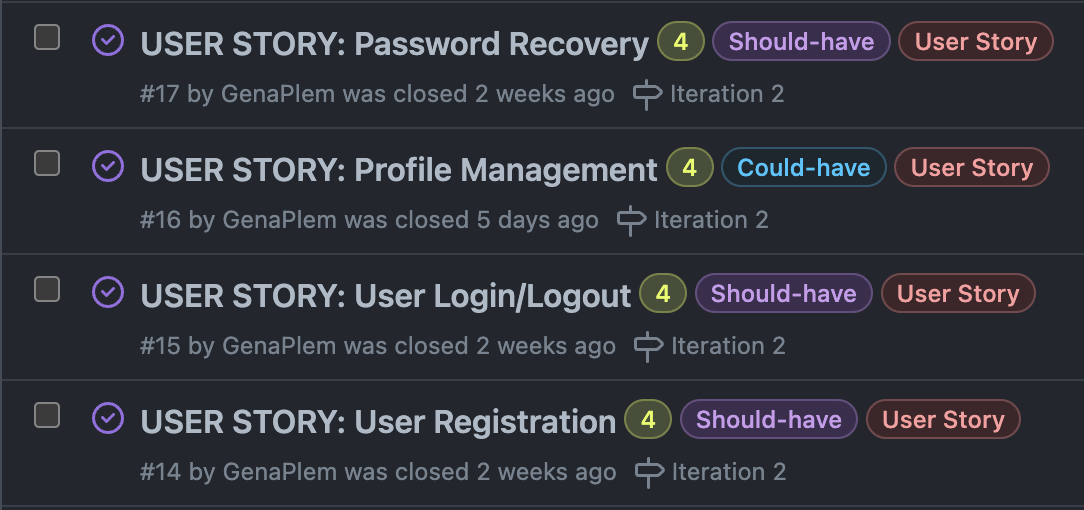 USER STORY: Password Recovery 4 Should-have User Story
#17 by GenaPlem was closed 2 weeks ago Iteration 2
USER STORY: Profile Management 4 Could-have User Story
#16 by GenaPlem was closed 5 days ago Iteration 2
USER STORY: User Login/Logout 4 Should-have User Story
#15 by GenaPlem was closed 2 weeks ago Iteration 2
USER STORY: User Registration 4 Should-have User Story
#14 by GenaPlem was closed 2 weeks ago Iteration 2